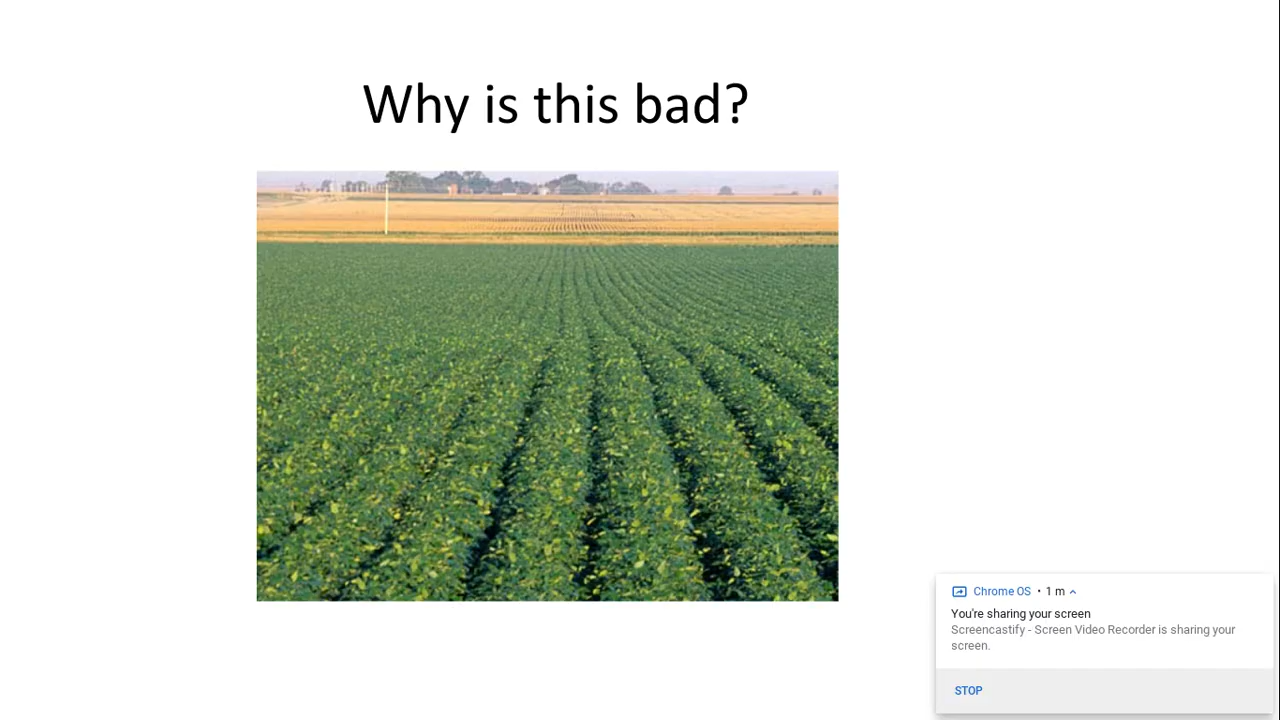 Why is this bad?
Chrome OS • 1 m
You're sharing your screen
Screencastify - Screen Video Recorder is sharing your
screen.
STOP